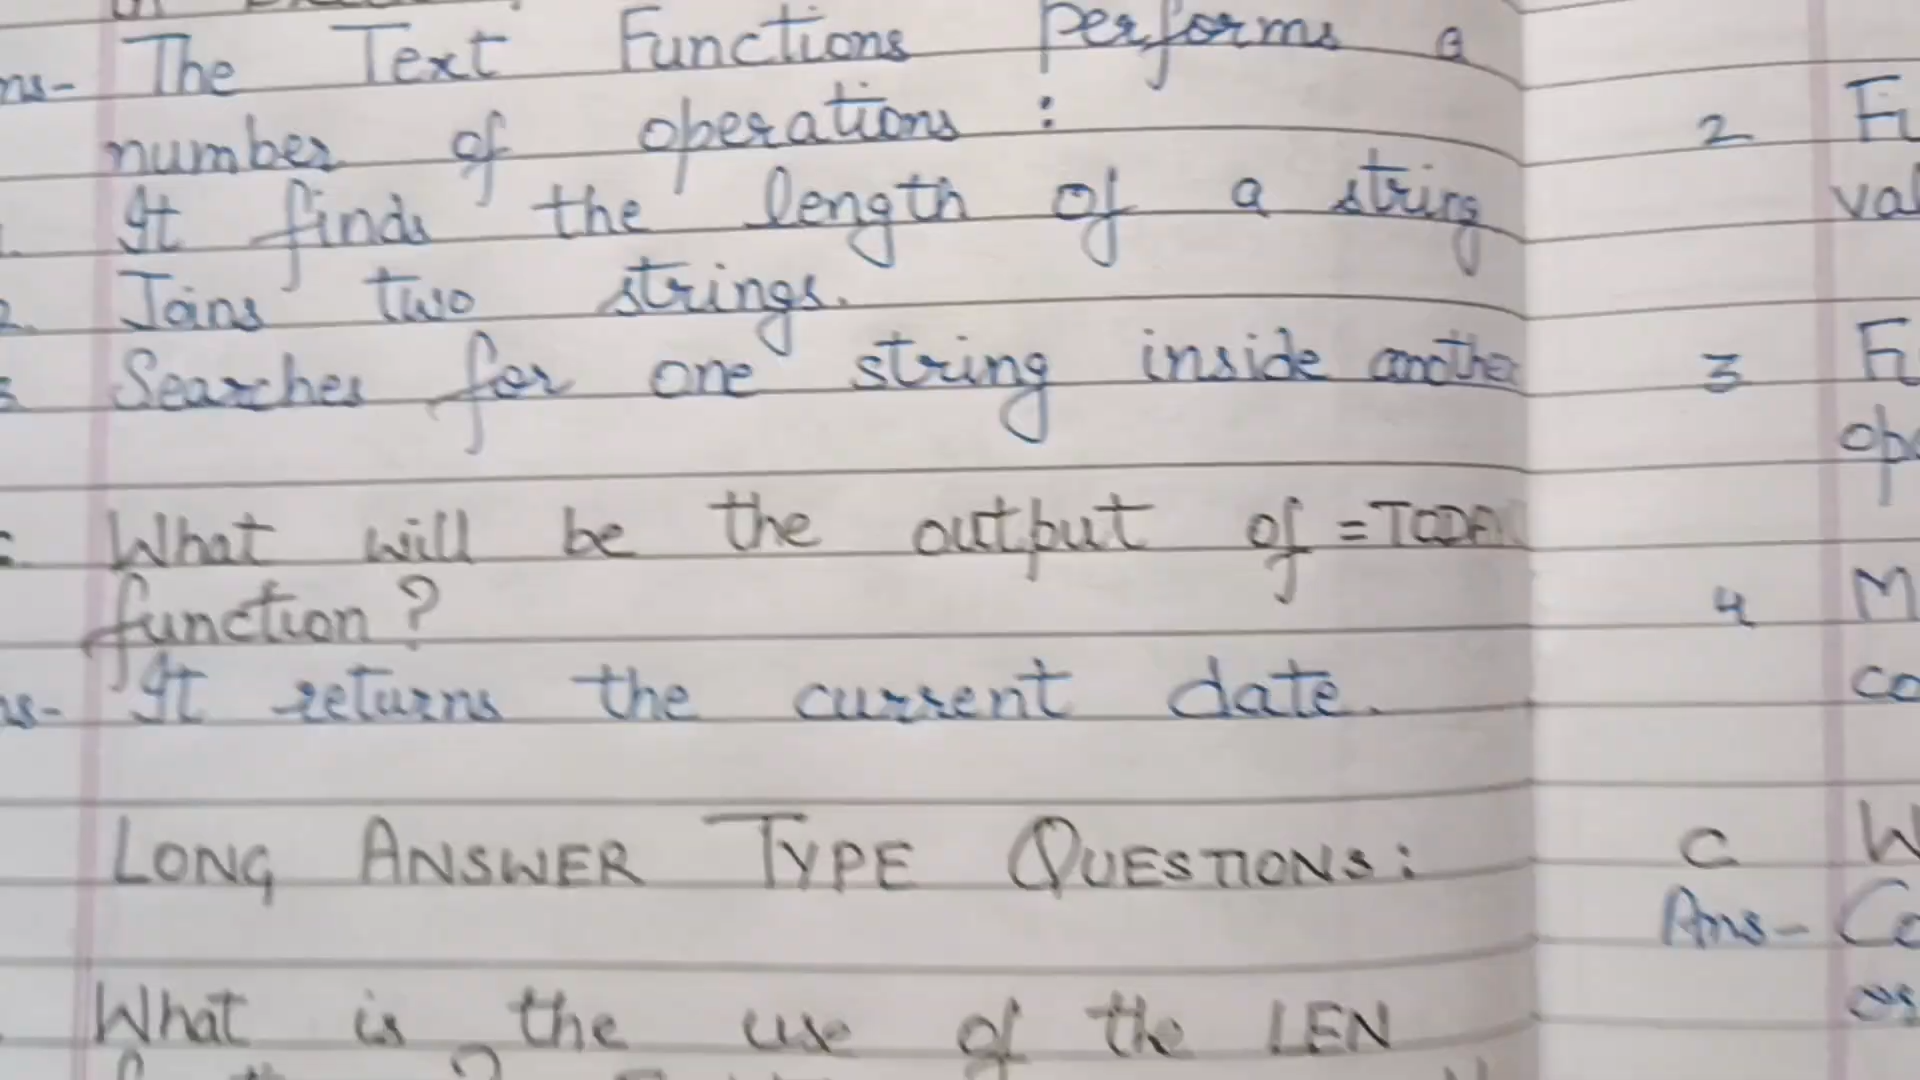 The Text Functions performs a
number of operations :
It finds the length of a string
2. Joins two strings.
Searches for one string inside another
What will be the output of =TODA
function ?
It returns the current date.
LONG ANSWER TYPE QUESTIONS :
What is the use of the LEN
2
3
4
C
Ans-